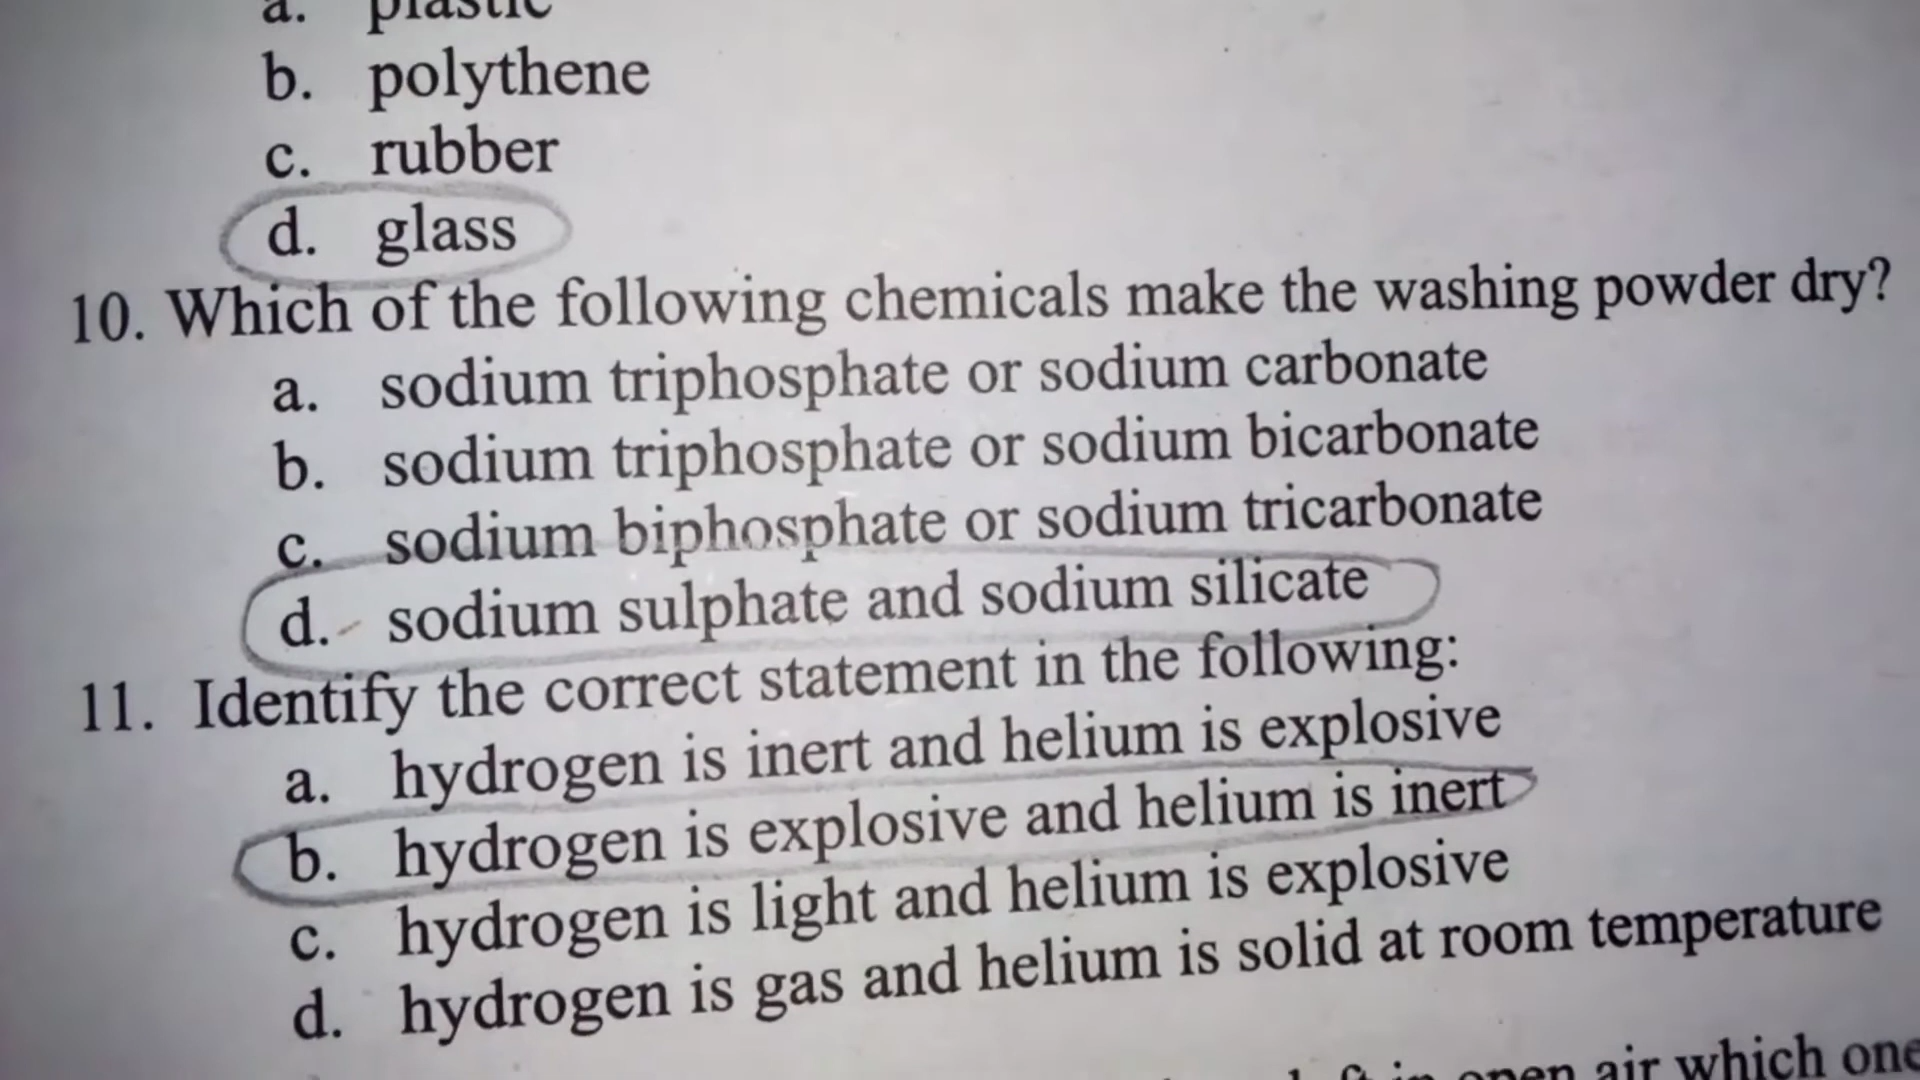 a. plastic
b. polythene
c. rubber
d. glass
10. Which of the following chemicals make the washing powder dry?
a. sodium triphosphate or sodium carbonate
b. sodium triphosphate or sodium bicarbonate
c. sodium biphosphate or sodium tricarbonate
d. sodium sulphate and sodium silicate
11. Identify the correct statement in the following:
a. hydrogen is inert and helium is explosive
b. hydrogen is explosive and helium is inert
c. hydrogen is light and helium is explosive
d. hydrogen is gas and helium is solid at room temperature
in open air which one